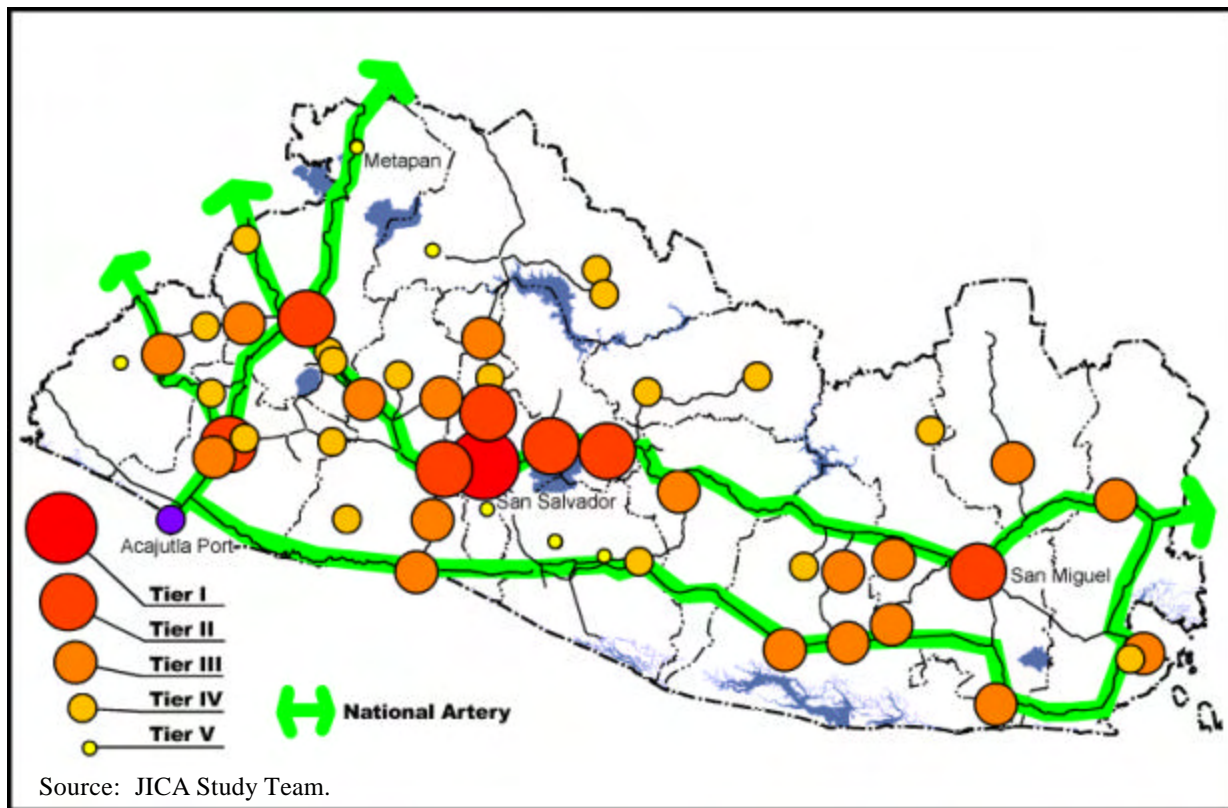 Metapan
San Salvador
Acajutla Port
San Miguel
Tier I
Tier II
Tier III
Tier IV
Tier V
National Artery
Source: JICA Study Team.